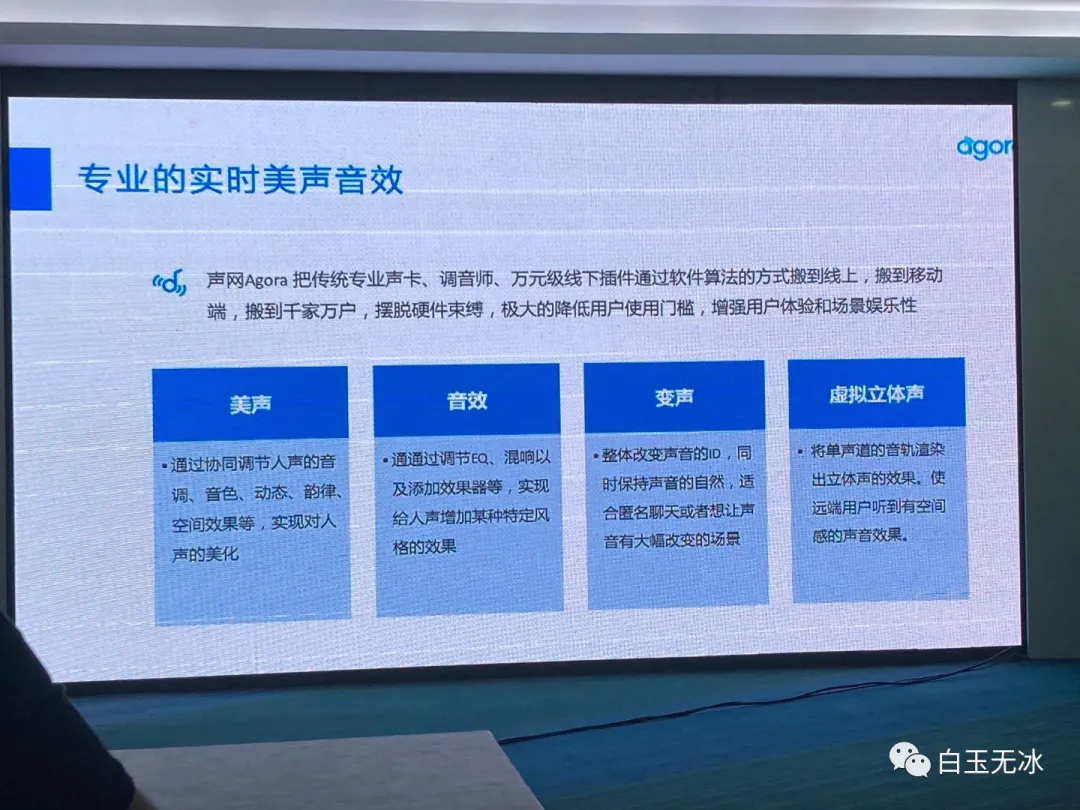 agor
专业的实时美声音效
声网Agora 把传统专业声卡、调音师、万元级线下插件通过软件算法的方式搬到线上，搬到移动
端，搬到千家万户，摆脱硬件束缚，极大的降低用户使用门槛，增强用户体验和场景娱乐性
美声
•通过协同调节人声的音
调、音色、动态、韵律、
空间效果等，实现对人
声的美化
音效
•通通过调节EQ、混响以
及添加效果器等，实现
给人声增加某种特定风
格的效果
变声
•整体改变声音的ID，同
时保持声音的自然，适
合匿名聊天或者想让声
音有大幅改变的场景
虚拟立体声
• 将单声道的音轨渲染
出立体声的效果。使
远端用户听到有空间
感的声音效果。
白玉无冰